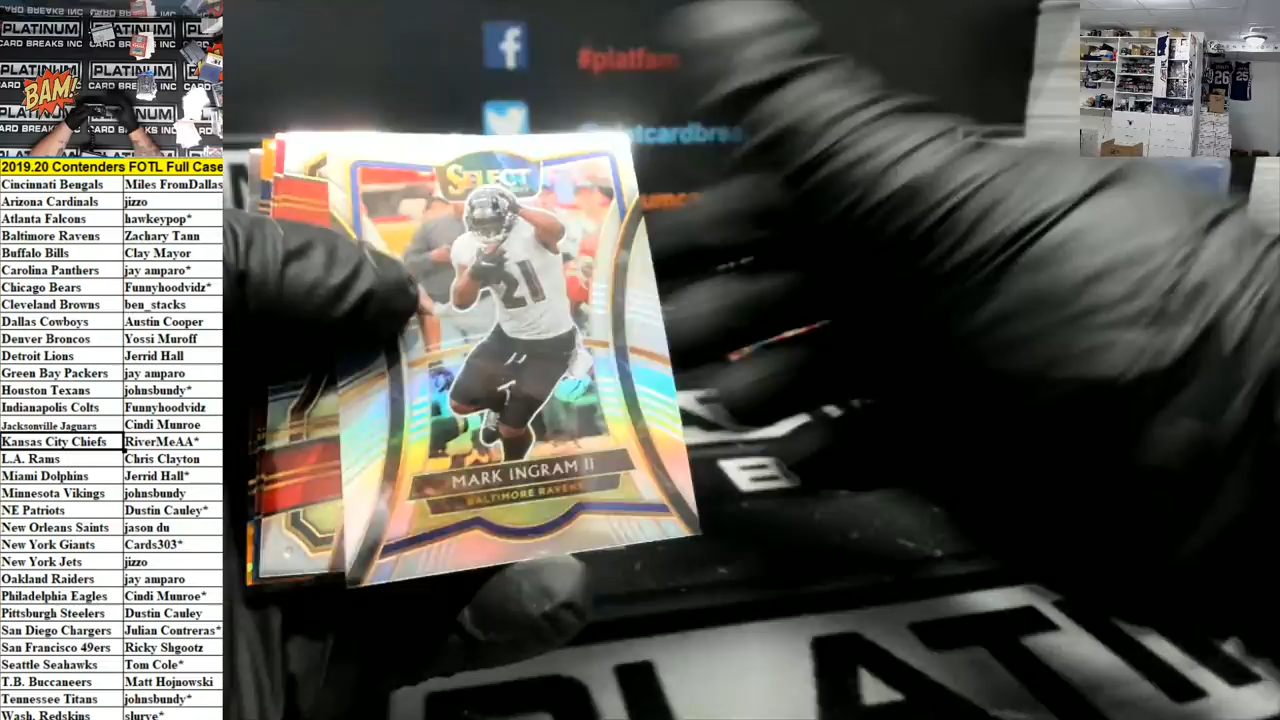 PLATINUM
CARD BREAKS INC
PLATINUM
BAM!
2019.20 Contenders FOTL Full Case
Cincinnati Bengals Miles FromDallas
Arizona Cardinals jizzo
Atlanta Falcons hawkeypop*
Baltimore Ravens Zachary Tann
Buffalo Bills Clay Mayor
Carolina Panthers jay amparo*
Chicago Bears Funnyhoodvidz*
Cleveland Browns ben_stacks
Dallas Cowboys Austin Cooper
Denver Broncos Yossi Muroff
Detroit Lions Jerrid Hall
Green Bay Packers jay amparo
Houston Texans johnsbundy*
Indianapolis Colts Funnyhoodvidz
Jacksonville Jaguars Cindi Munroe
Kansas City Chiefs RiverMeAA*
L.A. Rams Chris Clayton
Miami Dolphins Jerrid Hall*
Minnesota Vikings johnsbundy
NE Patriots Dustin Cauley*
New Orleans Saints jason du
New York Giants Cards303*
New York Jets jizzo
Oakland Raiders jay amparo
Philadelphia Eagles Cindi Munroe*
Pittsburgh Steelers Dustin Cauley
San Diego Chargers Julian Contreras*
San Francisco 49ers Ricky Shgootz
Seattle Seahawks Tom Cole*
T.B. Buccaneers Matt Hojnowski
Tennessee Titans johnsbundy*
Wash. Redskins slurve*
f
#platfam
SELECT
21
MARK INGRAM II
BALTIMORE RAVENS
26
25
PLATI